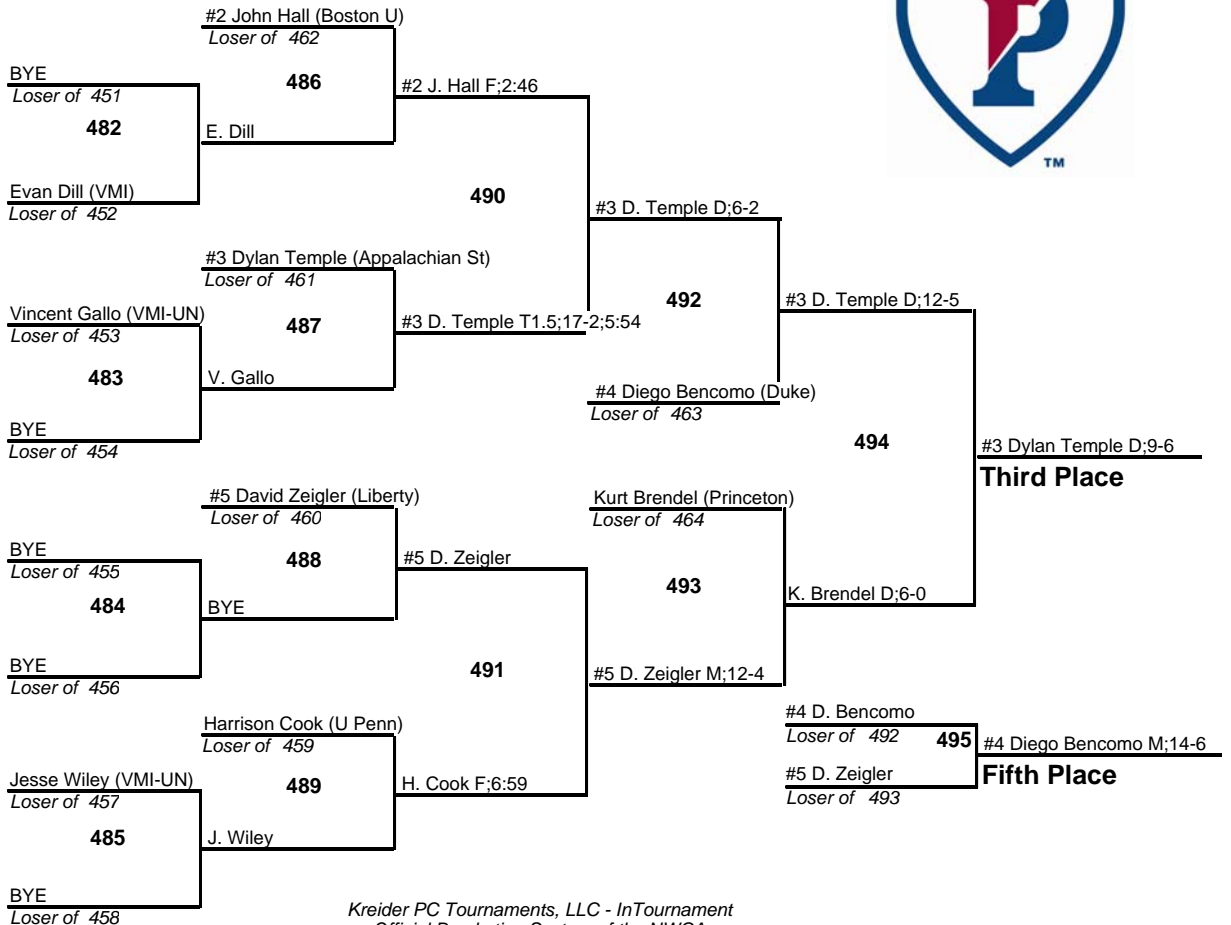 #2 John Hall (Boston U)
Loser of 462
BYE
Loser of 451
486
#2 J. Hall F;2:46
482
E. Dill
Evan Dill (VMI)
Loser of 452
490
#3 D. Temple D;6-2
#3 Dylan Temple (Appalachian St)
Loser of 461
Vincent Gallo (VMI-UN)
Loser of 453
487
#3 D. Temple T1.5;17-2;5:54
492
#3 D. Temple D;12-5
483
V. Gallo
#4 Diego Bencomo (Duke)
Loser of 463
BYE
Loser of 454
494
#3 Dylan Temple D;9-6
Third Place
#5 David Zeigler (Liberty)
Loser of 460
Kurt Brendel (Princeton)
Loser of 464
BYE
Loser of 455
488
#5 D. Zeigler
493
K. Brendel D;6-0
484
BYE
BYE
Loser of 456
491
#5 D. Zeigler M;12-4
Harrison Cook (U Penn)
Loser of 459
#4 D. Bencomo
Loser of 492
495
#4 Diego Bencomo M;14-6
Fifth Place
#5 D. Zeigler
Loser of 493
Jesse Wiley (VMI-UN)
Loser of 457
489
H. Cook F;6:59
485
J. Wiley
BYE
Loser of 458
Kreider PC Tournaments, LLC - InTournament
P
TM